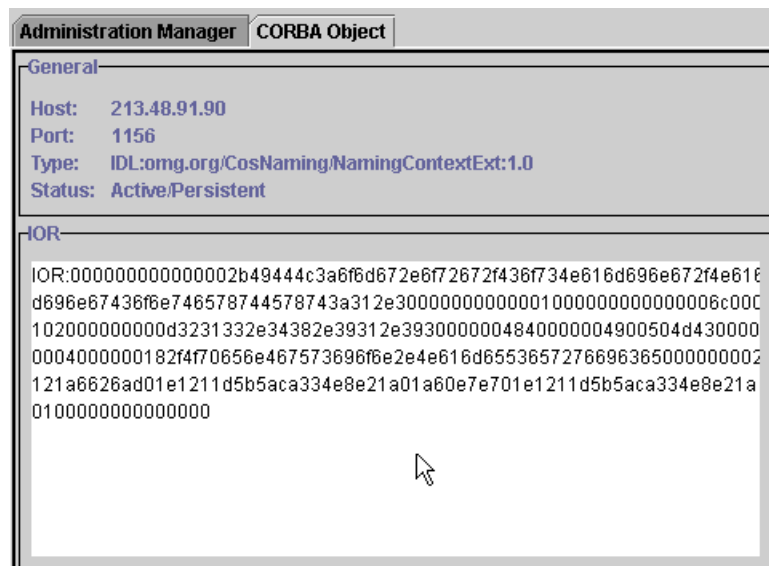 Administration Manager CORBA Object
General
Host: 213.48.91.90
Port: 1156
Type: IDL:omg.org/CosNaming/NamingContextExt:1.0
Status: Active/Persistent
IOR
IOR:000000000000002b49444c3a6f6d672e6f72672f436f734e616d696e672f4e616
d696e67436f6e746578744578743a312e30000000000001000000000000006c000
102000000000d3231332e34382e39312e3930000004840000004900504d430000
0004000000182f4f70656e467573696f6e2e4e616d6553657276696365000000002
121a6626ad01e1211d5b5aca334e8e21a01a60e7e701e1211d5b5aca334e8e21a
0100000000000000